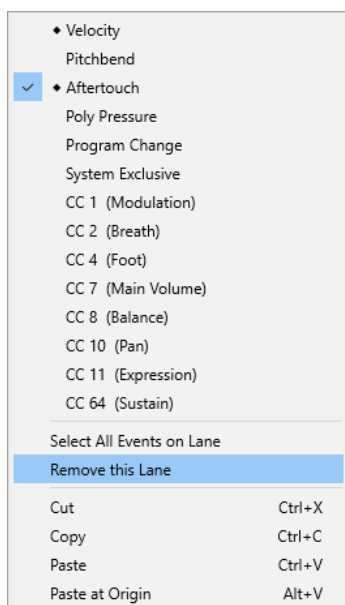 ◆ Velocity
Pitchbend
✓ ◆ Aftertouch
Poly Pressure
Program Change
System Exclusive
CC 1 (Modulation)
CC 2 (Breath)
CC 4 (Foot)
CC 7 (Main Volume)
CC 8 (Balance)
CC 10 (Pan)
CC 11 (Expression)
CC 64 (Sustain)
Select All Events on Lane
Remove this Lane
Cut Ctrl+X
Copy Ctrl+C
Paste Ctrl+V
Paste at Origin Alt+V